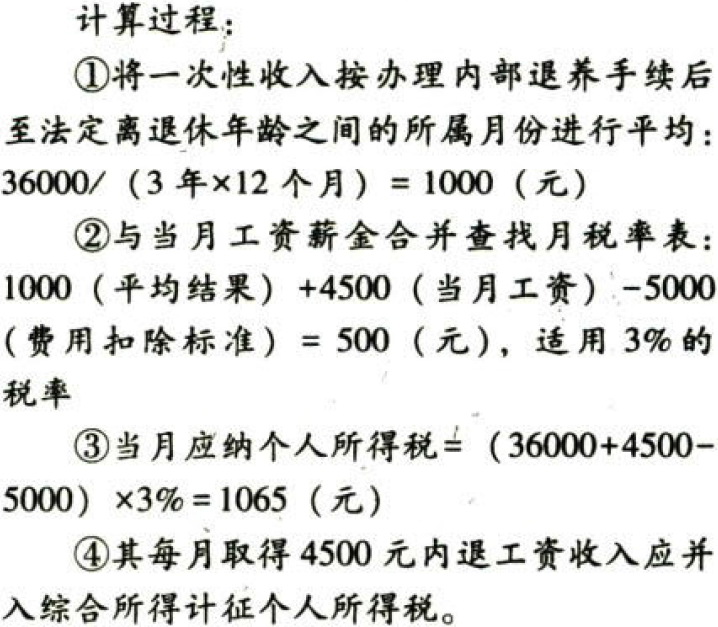 计算过程：
①将一次性收入按办理内部退养手续后
至法定离退休年龄之间的所属月份进行平均：
36000/（3 年×12 个月）= 1000（元）
②与当月工资薪金合并查找月税率表：
1000（平均结果）+4500（当月工资）-5000
（费用扣除标准）= 500（元），适用 3% 的
税率
③当月应纳个人所得税=（36000+4500-
5000）×3% = 1065（元）
④其每月取得 4500 元内退工资收入应并
入综合所得计征个人所得税。